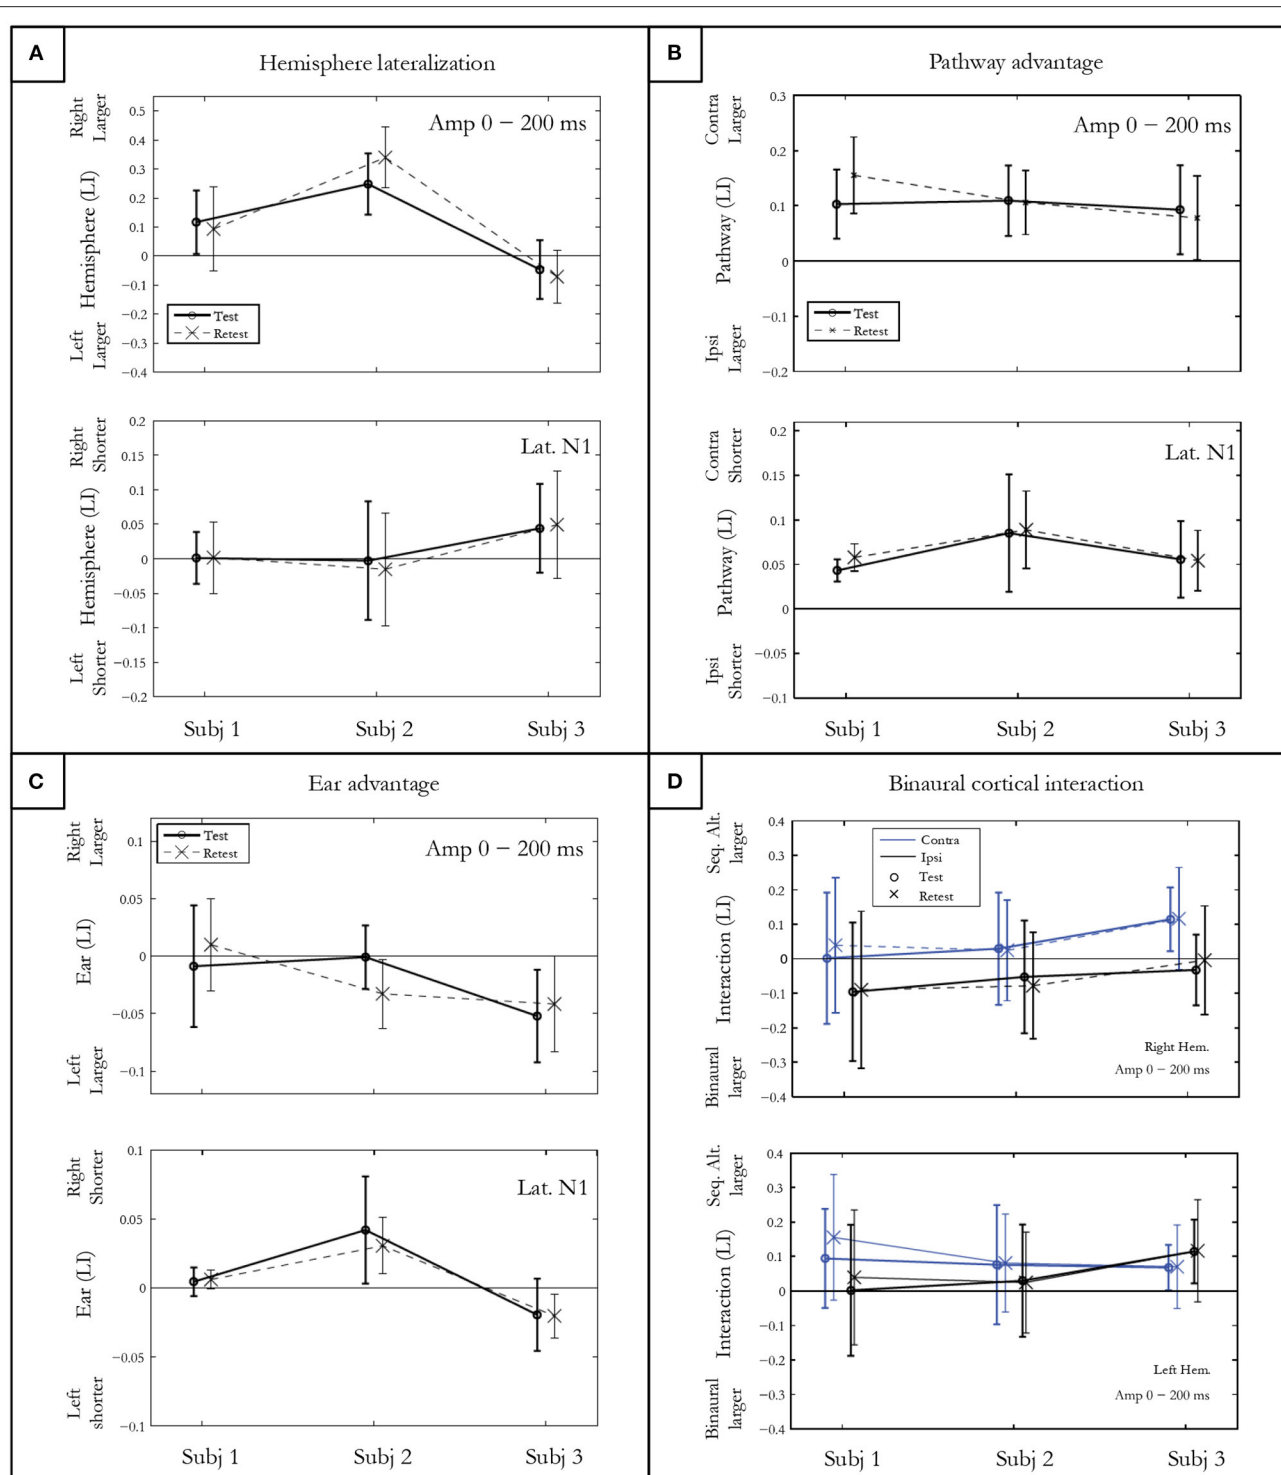 A
Hemisphere lateralization
Right
Larger
Hemisphere (LI)
Left
Larger
0.5
0.4
0.3
0.2
0.1
0
−0.1
−0.2
−0.3
−0.4
Amp 0 − 200 ms
Test
Retest
Right
Shorter
Hemisphere (LI)
Left
Shorter
0.2
0.15
0.1
0.05
0
−0.05
−0.1
−0.15
−0.2
Lat. N1
Subj 1
Subj 2
Subj 3
B
Pathway advantage
Contra
Larger
Pathway (LI)
Ipsi
Larger
0.3
0.2
0.1
0
−0.1
−0.2
Amp 0 − 200 ms
Test
Retest
Contra
Shorter
Pathway (LI)
Ipsi
Shorter
0.2
0.15
0.1
0.05
0
−0.05
−0.1
Lat. N1
Subj 1
Subj 2
Subj 3
C
Ear advantage
Right
Larger
Ear (LI)
Left
Larger
0.1
0.05
0
−0.05
−0.1
Test
Retest
Amp 0 − 200 ms
Right
Shorter
Ear (LI)
Left
shorter
0.1
0.05
0
−0.05
−0.1
Lat. N1
Subj 1
Subj 2
Subj 3
D
Binaural cortical interaction
Seq. Alt.
larger
Interaction (LI)
Binaural
larger
0.4
0.3
0.2
0.1
0
−0.1
−0.2
−0.3
−0.4
Contra
Ipsi
Test
Retest
Right Hem.
Amp 0 − 200 ms
Seq. Alt.
larger
Interaction (LI)
Binaural
larger
0.4
0.3
0.2
0.1
0
−0.1
−0.2
−0.3
−0.4
Left Hem.
Amp 0 − 200 ms
Subj 1
Subj 2
Subj 3